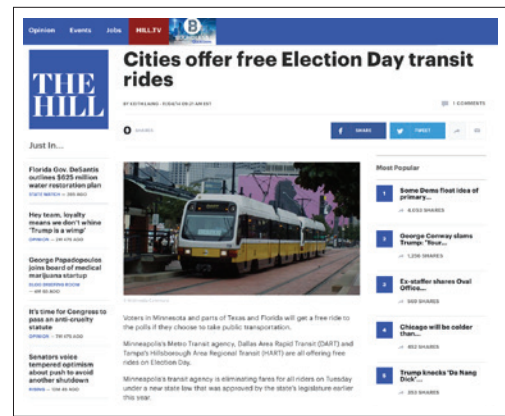 Opinion Events Jobs HILL.TV
Cities offer free Election Day transit
rides
THE
HILL
1 COMMENTS
0
SHARE
TWEET
Just In...
Florida Gov. DeSantis
outlines $625 million
water restoration plan
STATE WATCH
Hey team, loyalty
means we don't whine
'Trump is a wimp'
OPINION
George Papadopoulos
joins board of medical
marijuana startup
It's time for Congress to
pass an anti-cruelty
statute
OPINION
Senators voice
tempered optimism
about push to avoid
another shutdown
Voters in Minnesota and parts of Texas and Florida will get a free ride to
the polls if they choose to take public transportation.
Minneapolis's Metro Transit agency, Dallas Area Rapid Transit (DART) and
Tampa's Hillsborough Area Regional Transit (HART) are all offering free
rides on Election Day.
Minneapolis's transit agency is eliminating fares for all riders on Tuesday
under a new state law that was approved by the state's legislature earlier
this year.
Most Popular
1
Some Dems float idea of
primary...
SHARES
George Conway slams
Trump: 'Your...
SHARES
Ex-staffer shares Oval
Office...
SHARES
4
Chicago will be colder
than...
SHARES
5
Trump knocks 'Da Nang
Dick'...
SHARES